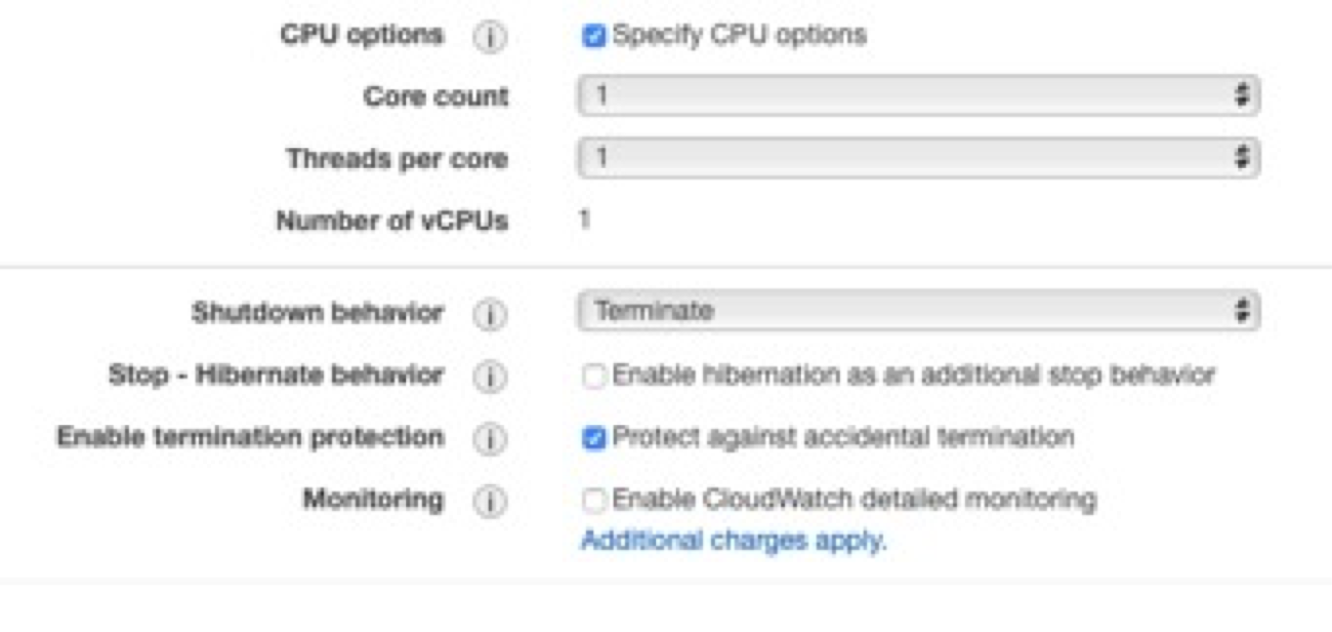 CPU options Specify CPU options
Core count 1
Threads per core 1
Number of vCPUs 1
Shutdown behavior Terminate
Stop - Hibernate behavior Enable hibernation as an additional stop behavior
Enable termination protection Protect against accidental termination
Monitoring Enable CloudWatch detailed monitoring
Additional charges apply.